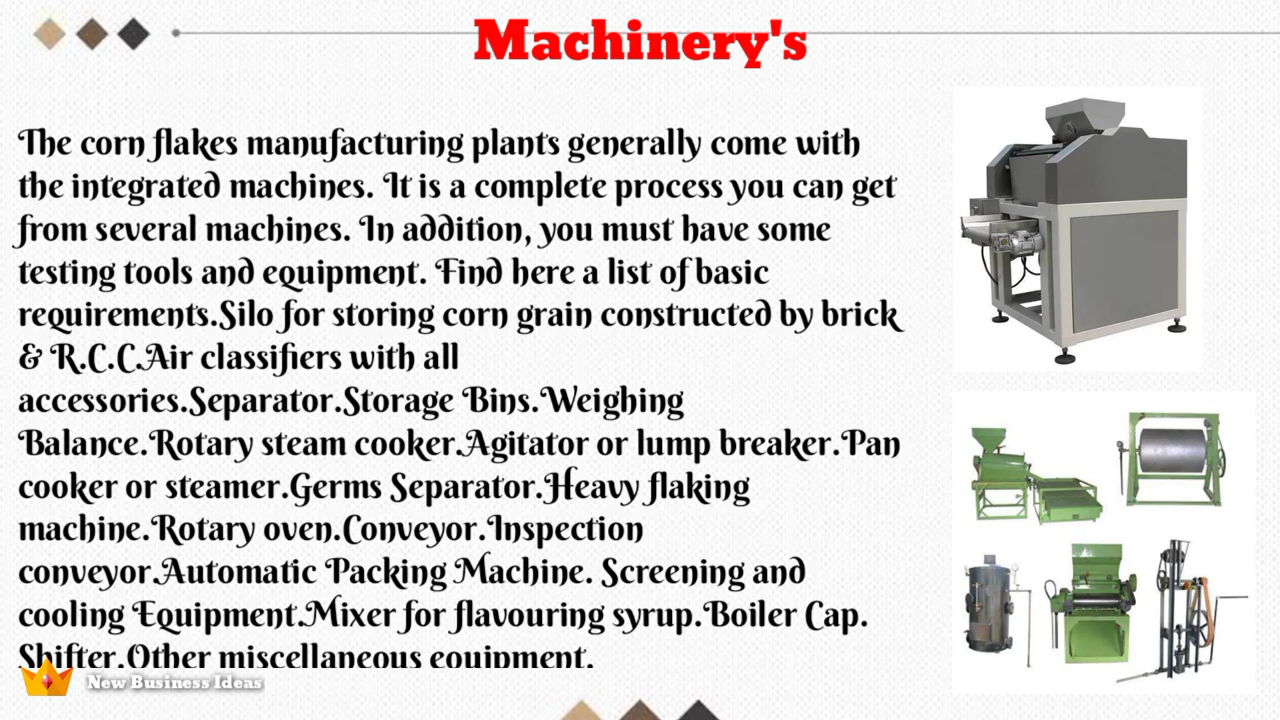 Machinery's
The corn flakes manufacturing plants generally come with
the integrated machines. It is a complete process you can get
from several machines. In addition, you must have some
testing tools and equipment. Find here a list of basic
requirements.Silo for storing corn grain constructed by brick
& R.C.C.Air classifiers with all
accessories.Separator.Storage Bins.Weighing
Balance.Rotary steam cooker.Agitator or lump breaker.Pan
cooker or steamer.Germs Separator.Heavy flaking
machine.Rotary oven.Conveyor.Inspection
conveyor.Automatic Packing Machine. Screening and
cooling Equipment.Mixer for flavouring syrup.Boiler Cap.
Shifter.Other miscellaneous equipment.
New Business Ideas